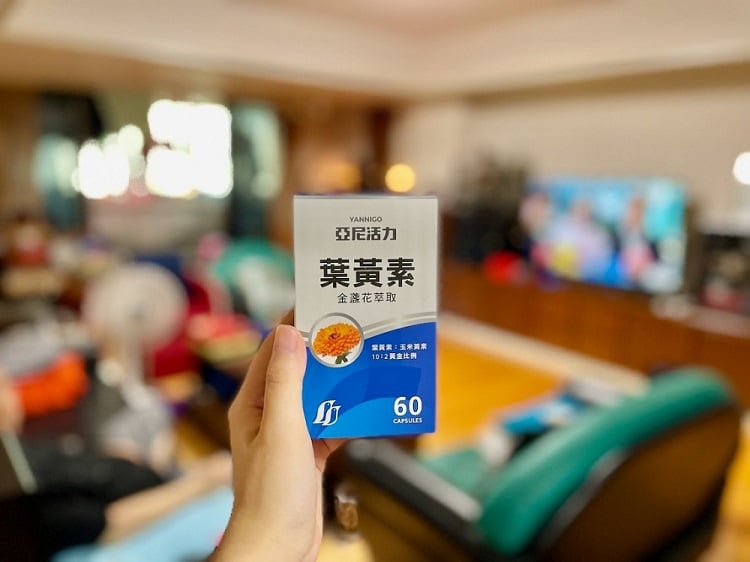 YANNIGO
亞尼活力
葉黃素
金盞花萃取
葉黃素：玉米黃素
10：2黃金比例
60
CAPSULES